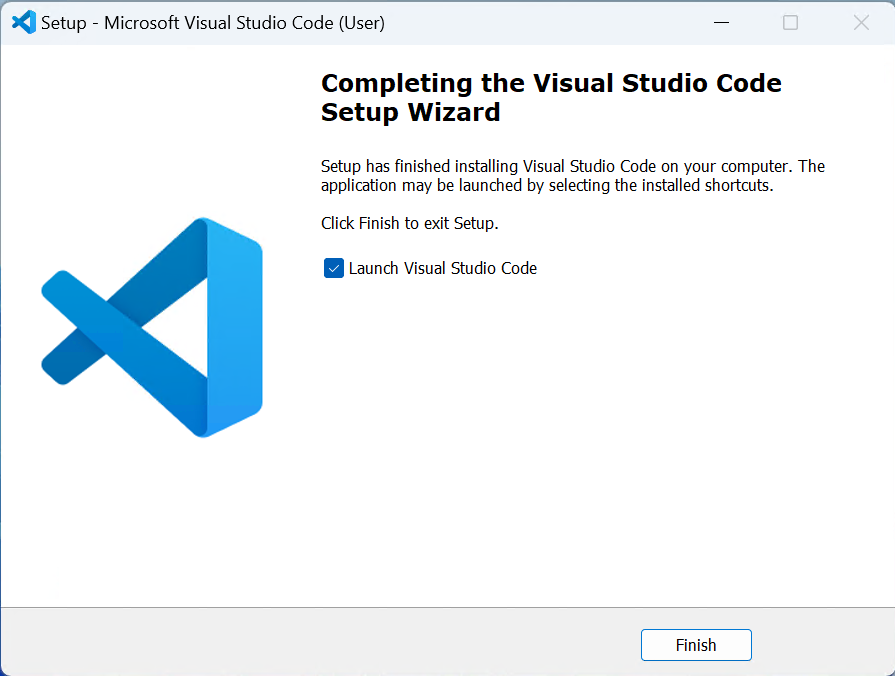 Setup - Microsoft Visual Studio Code (User)
Completing the Visual Studio Code
Setup Wizard
Setup has finished installing Visual Studio Code on your computer. The
application may be launched by selecting the installed shortcuts.
Click Finish to exit Setup.
Launch Visual Studio Code
Finish